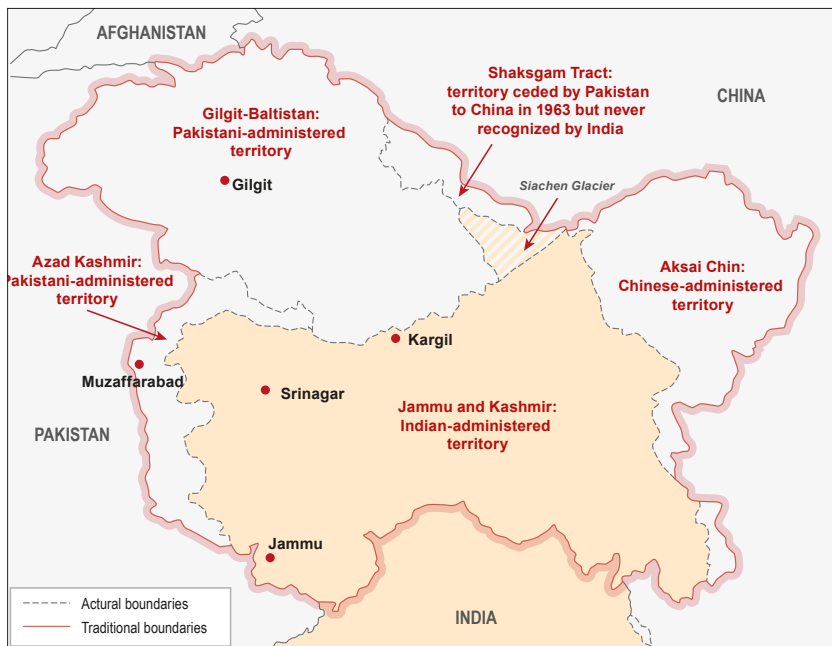 AFGHANISTAN
Shaksgam Tract:
territory ceded by Pakistan
to China in 1963 but never
recognized by India
CHINA
Gilgit-Baltistan:
Pakistani-administered
territory
Gilgit
Siachen Glacier
Azad Kashmir:
Pakistani-administered
territory
Aksai Chin:
Chinese-administered
territory
Kargil
Muzaffarabad
Srinagar
Jammu and Kashmir:
Indian-administered
territory
PAKISTAN
Jammu
Actural boundaries
Traditional boundaries
INDIA